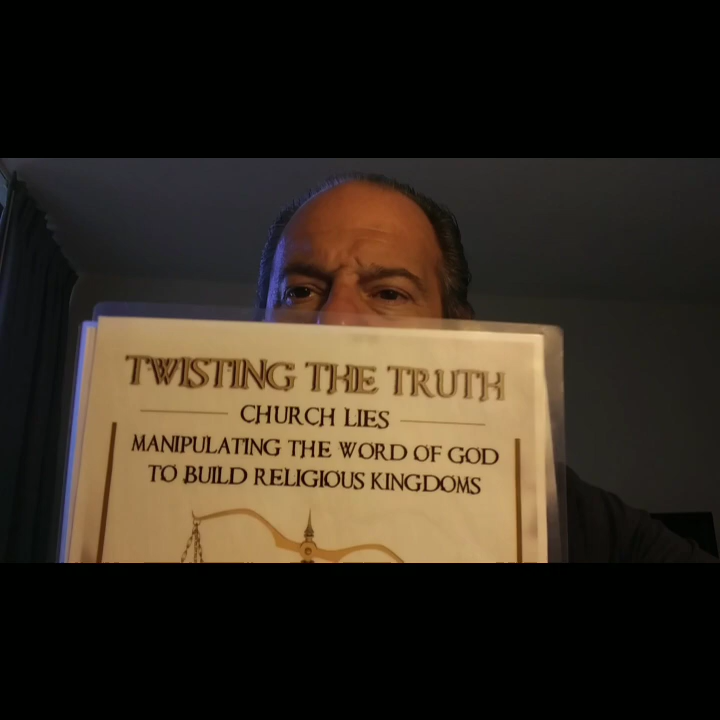 TWISTING THE TRUTH
CHURCH LIES
MANIPULATING THE WORD OF GOD
TO BUILD RELIGIOUS KINGDOMS